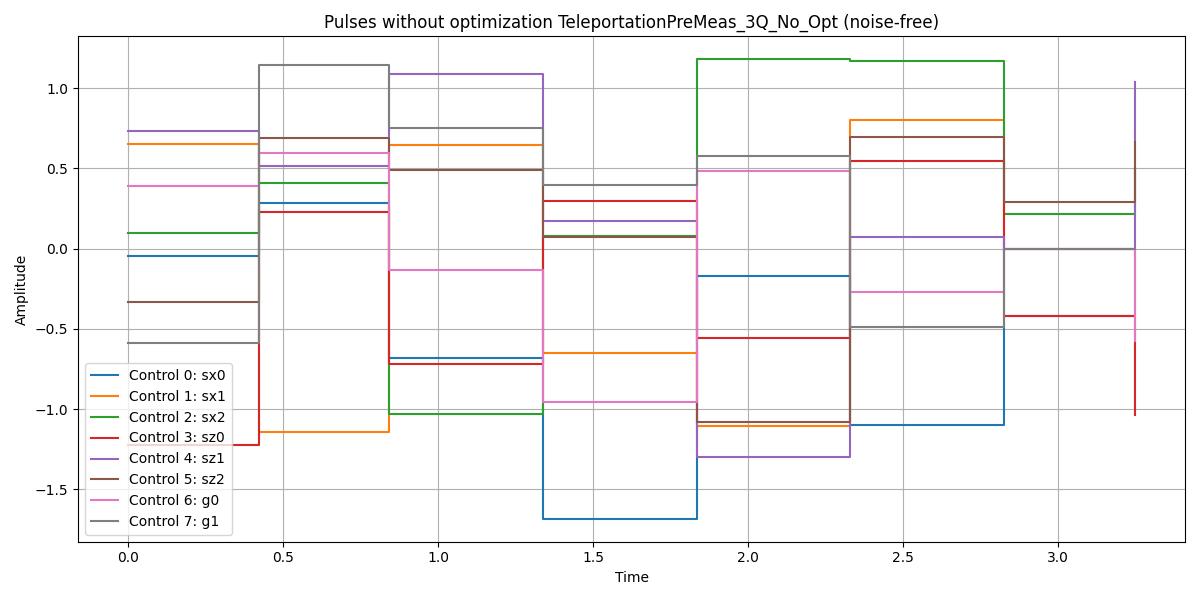 Pulses without optimization TeleportationPreMeas_3Q_No_Opt (noise-free)
1.0
0.5
0.0
−0.5
−1.0
−1.5
Amplitude
Control 0: sx0
Control 1: sx1
Control 2: sx2
Control 3: sz0
Control 4: sz1
Control 5: sz2
Control 6: g0
Control 7: g1
0.0 0.5 1.0 1.5 2.0 2.5 3.0
Time